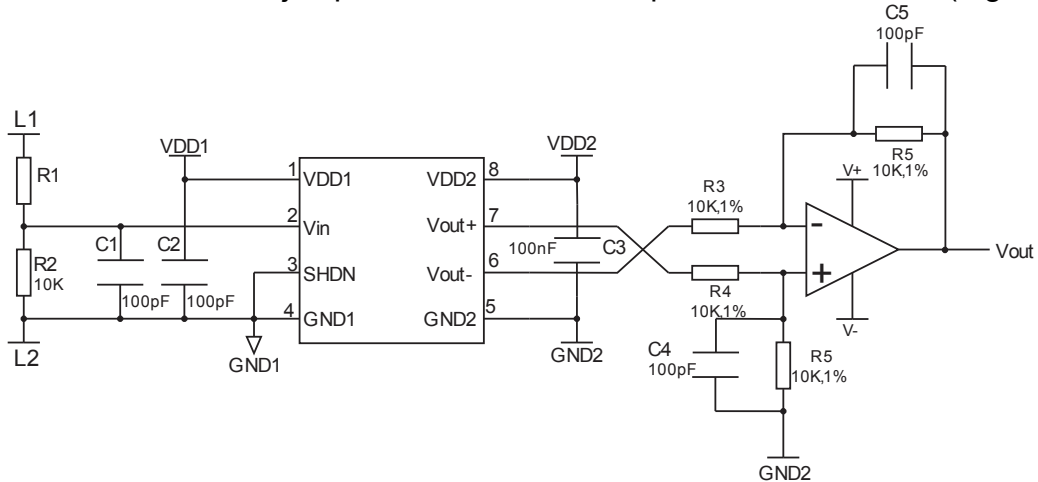 C5
100pF
L1
R1
VDD1
VDD2
R5
10K,1%
V+
1
VDD1
VDD2
8
R3
10K,1%
2
Vin
Vout+
7
-
C1
C2
100nF
C3
Vout
R2
10K
3
SHDN
Vout-
6
+
100pF
100pF
R4
10K,1%
4
GND1
GND2
5
V-
L2
GND1
GND2
C4
100pF
R5
10K,1%
GND2